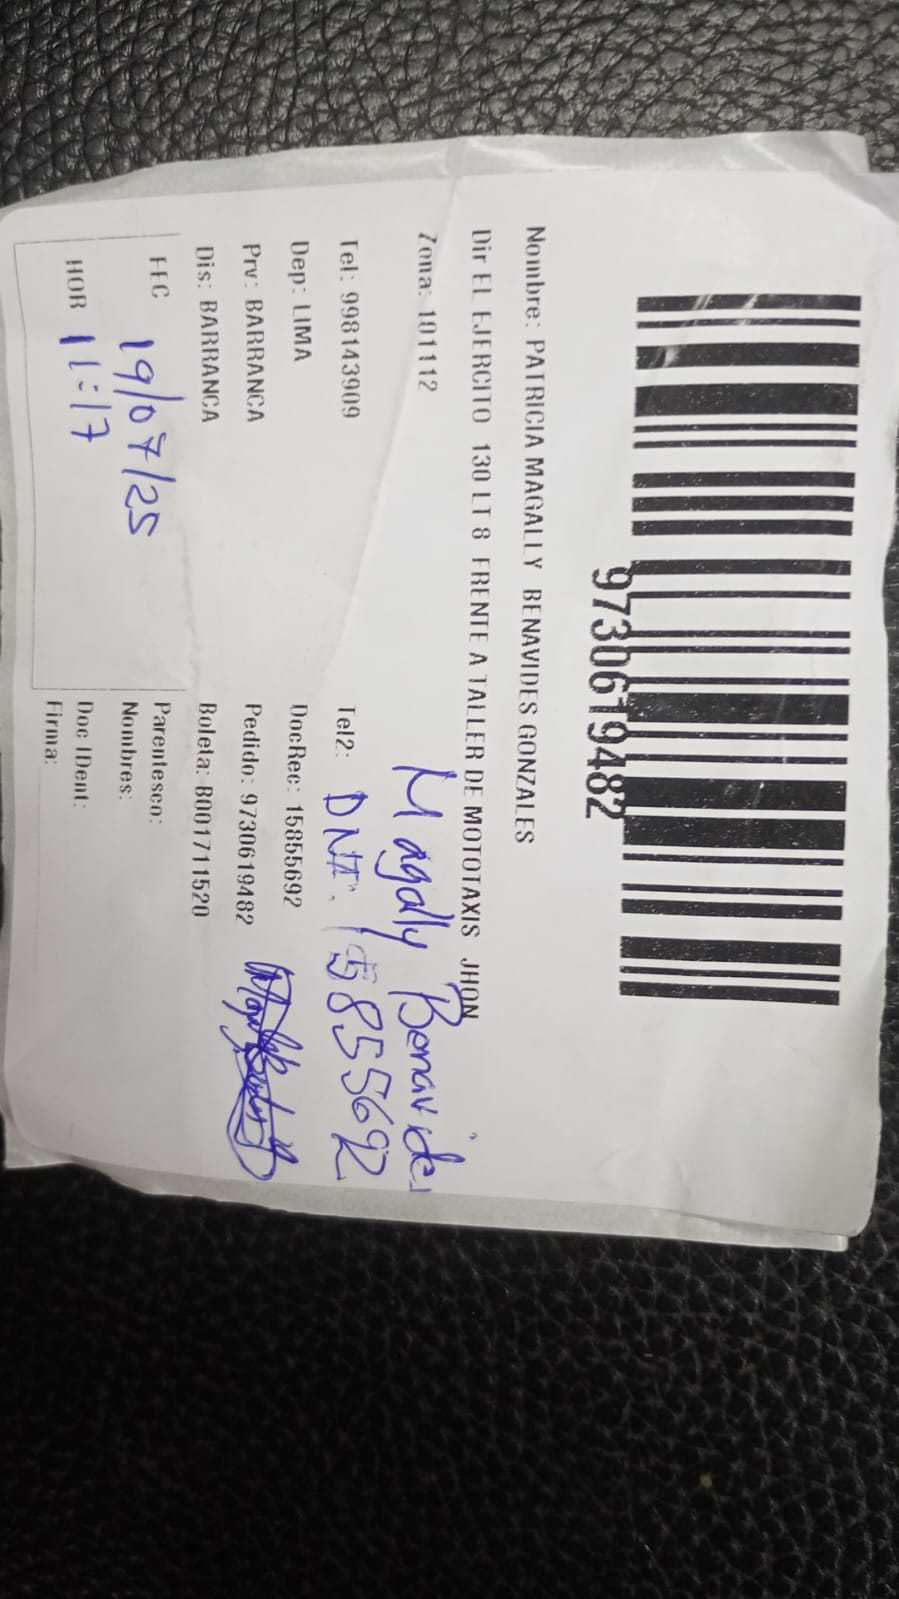 9730619482
Nombre: PATRICIA MAGALLY BENAVIDES GONZALES
Dir EL EJERCITO 130 LT 8 FRENTE A TALLER DE MOTOTAXIS JHON
Zona: 101112
Magally Benavides
Tel: 998143909
Tel2:
DNI. 15855692
Dep: LIMA
DocRec: 15855692
Prv: BARRANCA
Pedido: 9730619482
Dis: BARRANCA
Boleta: B001711520
FEC 19/07/25
Parentesco:
Nombres:
HOR 11:17
Doc IDent:
Firma: